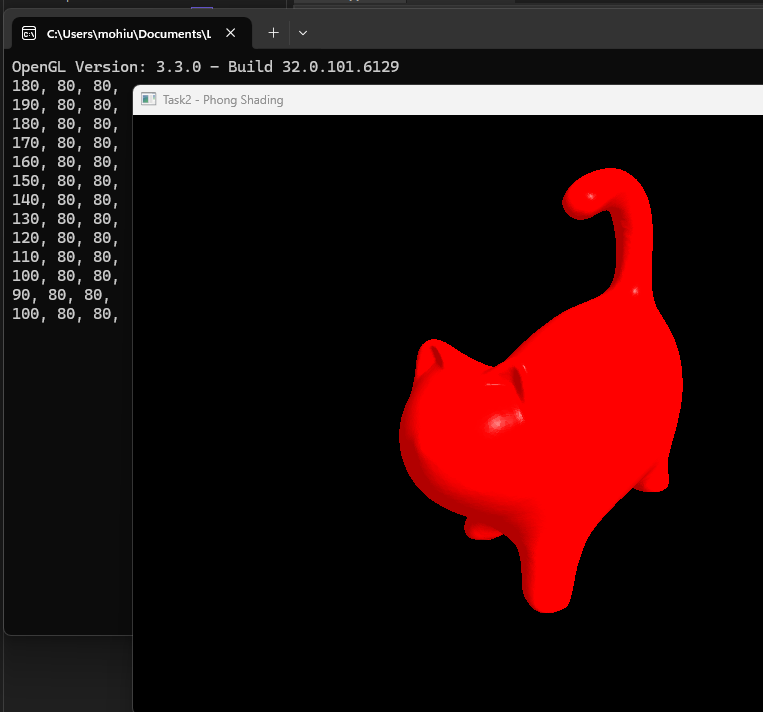 C:\Users\mohiu\Documents\L
OpenGL Version: 3.3.0 - Build 32.0.101.6129
180, 80, 80,
190, 80, 80,
180, 80, 80,
170, 80, 80,
160, 80, 80,
150, 80, 80,
140, 80, 80,
130, 80, 80,
120, 80, 80,
110, 80, 80,
100, 80, 80,
90, 80, 80,
100, 80, 80,
Task2 - Phong Shading